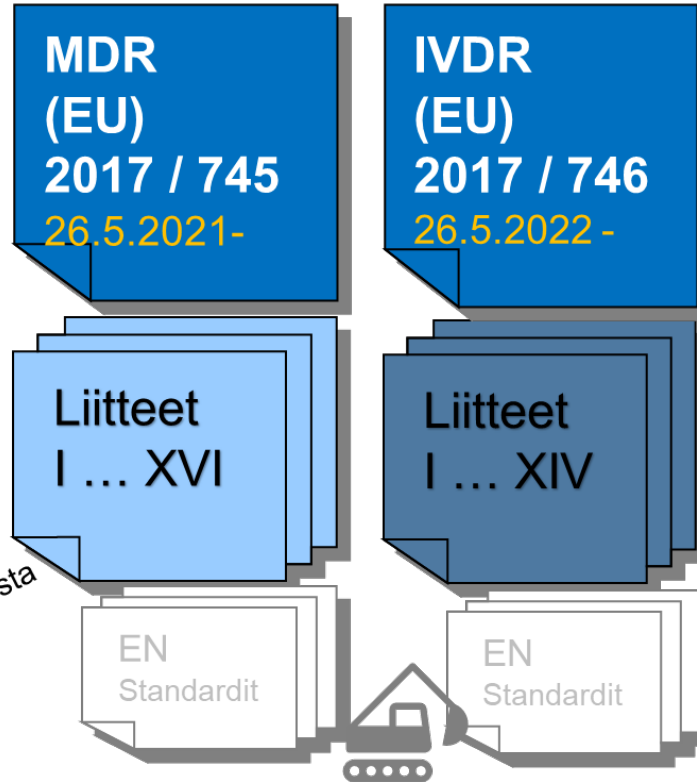 MDR
(EU)
2017 / 745
26.5.2021-
IVDR
(EU)
2017 / 746
26.5.2022 -
Liitteet
I ... XVI
Liitteet
I ... XIV
sta
EN
Standardit
EN
Standardit